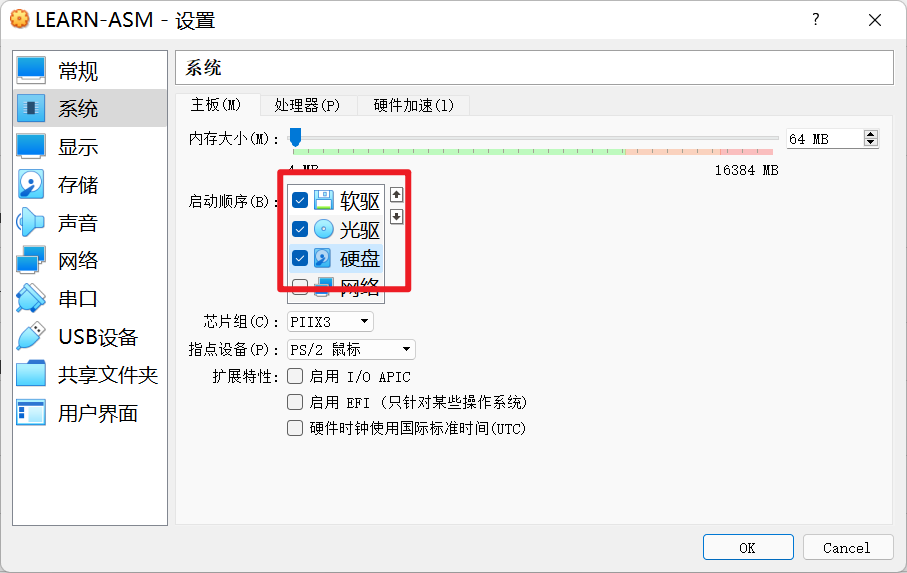 LEARN-ASM - 设置
?
常规
系统
显示
存储
声音
网络
串口
USB设备
共享文件夹
用户界面
系统
主板(M) 处理器(P) 硬件加速(l)
内存大小(M): 64 MB
4 MB 16384 MB
启动顺序(B):
软驱
光驱
硬盘
网络
芯片组(C): PIIX3
指点设备(P): PS/2 鼠标
扩展特性: 启用 I/O APIC
启用 EFI (只针对某些操作系统)
硬件时钟使用国际标准时间(UTC)
OK Cancel